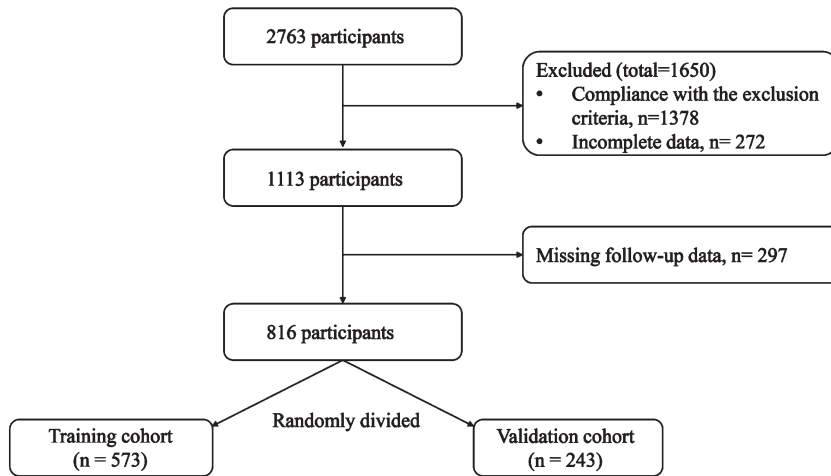 2763 participants
Excluded (total=1650)
• Compliance with the exclusion
criteria, n=1378
• Incomplete data, n= 272
1113 participants
Missing follow-up data, n= 297
816 participants
Randomly divided
Training cohort
(n = 573)
Validation cohort
(n = 243)